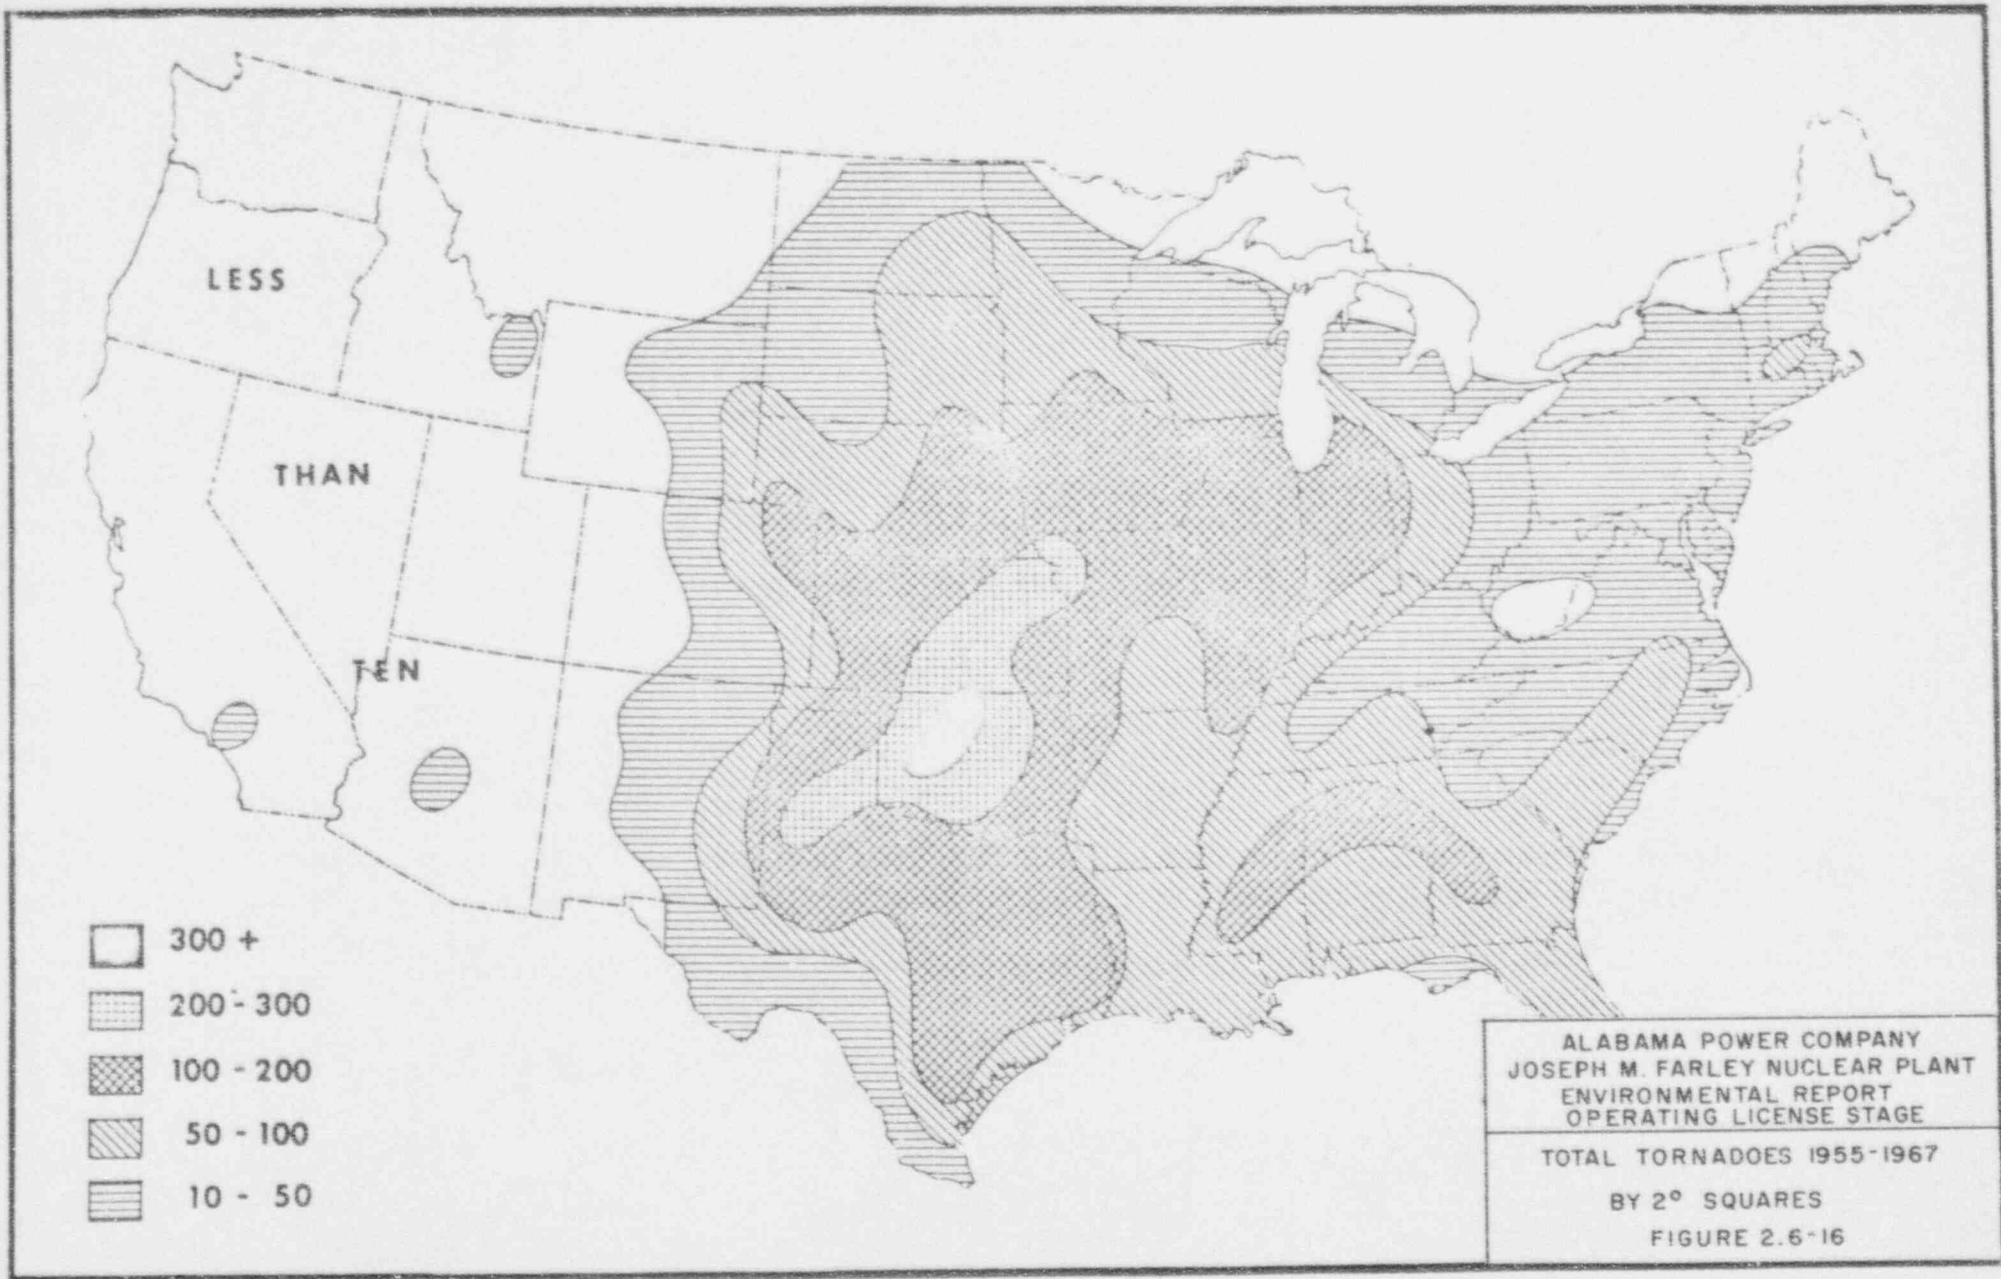 LESS
THAN
TEN
300 +
200 - 300
100 - 200
50 - 100
10 - 50
ALABAMA POWER COMPANY
JOSEPH M. FARLEY NUCLEAR PLANT
ENVIRONMENTAL REPORT
OPERATING LICENSE STAGE
TOTAL TORNADOES 1955-1967
BY 2° SQUARES
FIGURE 2.6-16